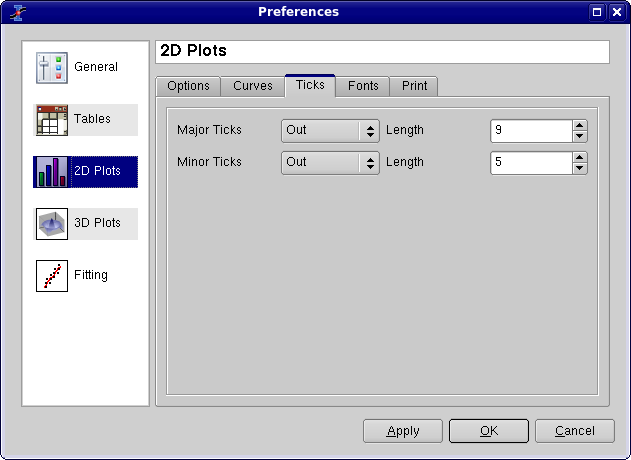 Preferences
General
Tables
2D Plots
3D Plots
Fitting
2D Plots
Options Curves Ticks Fonts Print
Major Ticks Out Length 9
Minor Ticks Out Length 5
Apply OK Cancel